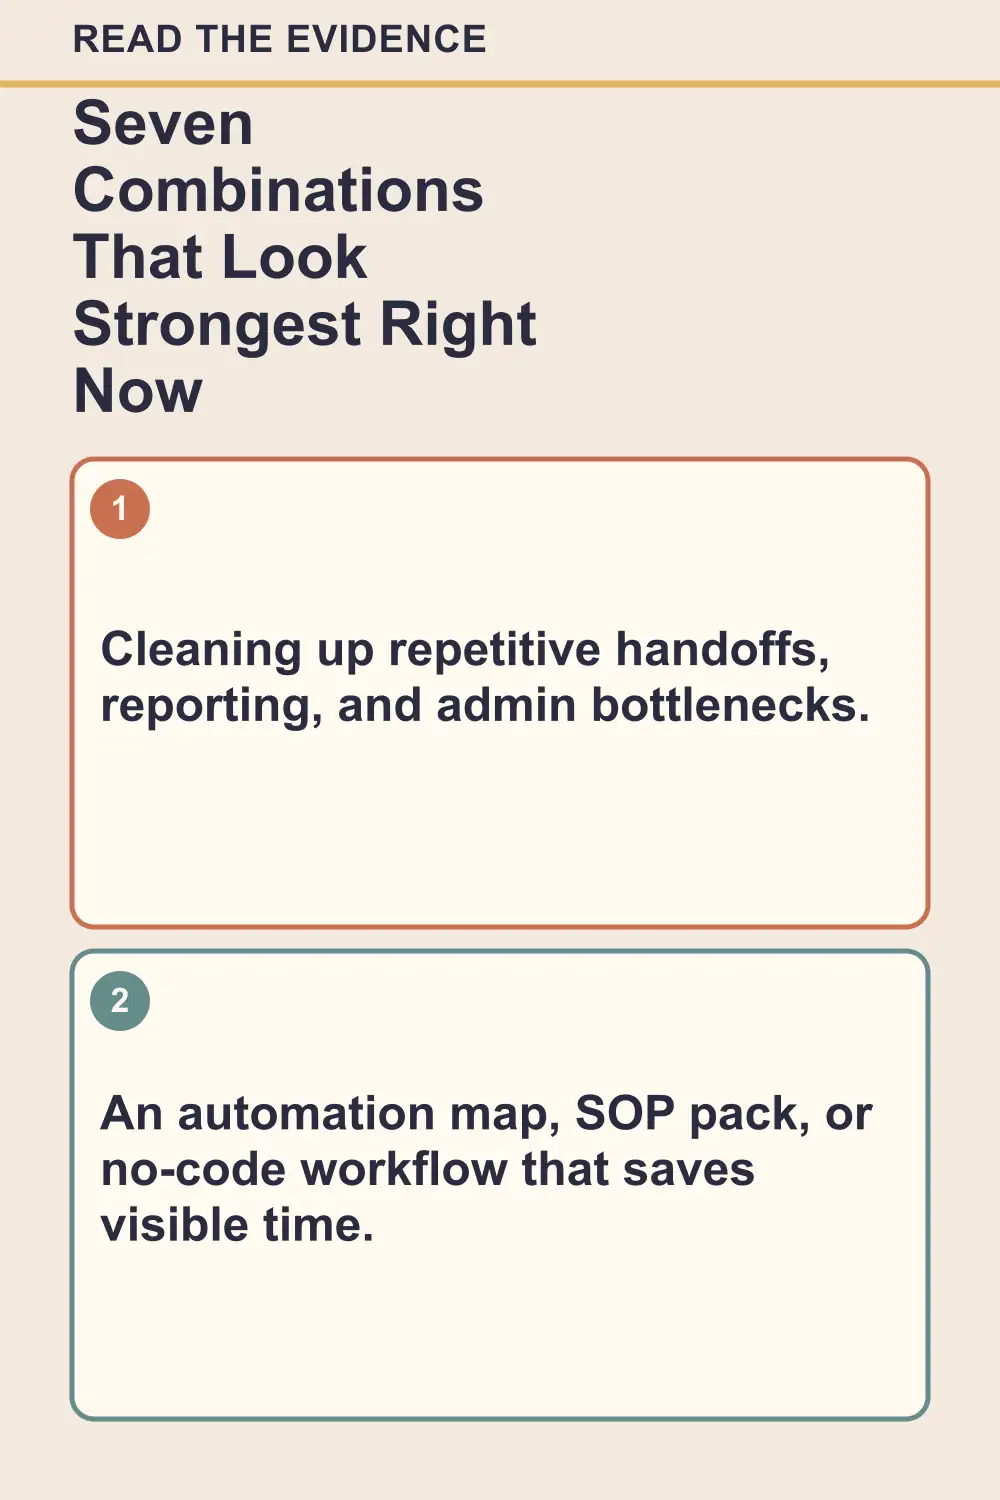 READ THE EVIDENCE
Seven
Combinations
That Look
Strongest Right
Now
1
Cleaning up repetitive handoffs,
reporting, and admin bottlenecks.
2
An automation map, SOP pack, or
no-code workflow that saves
visible time.